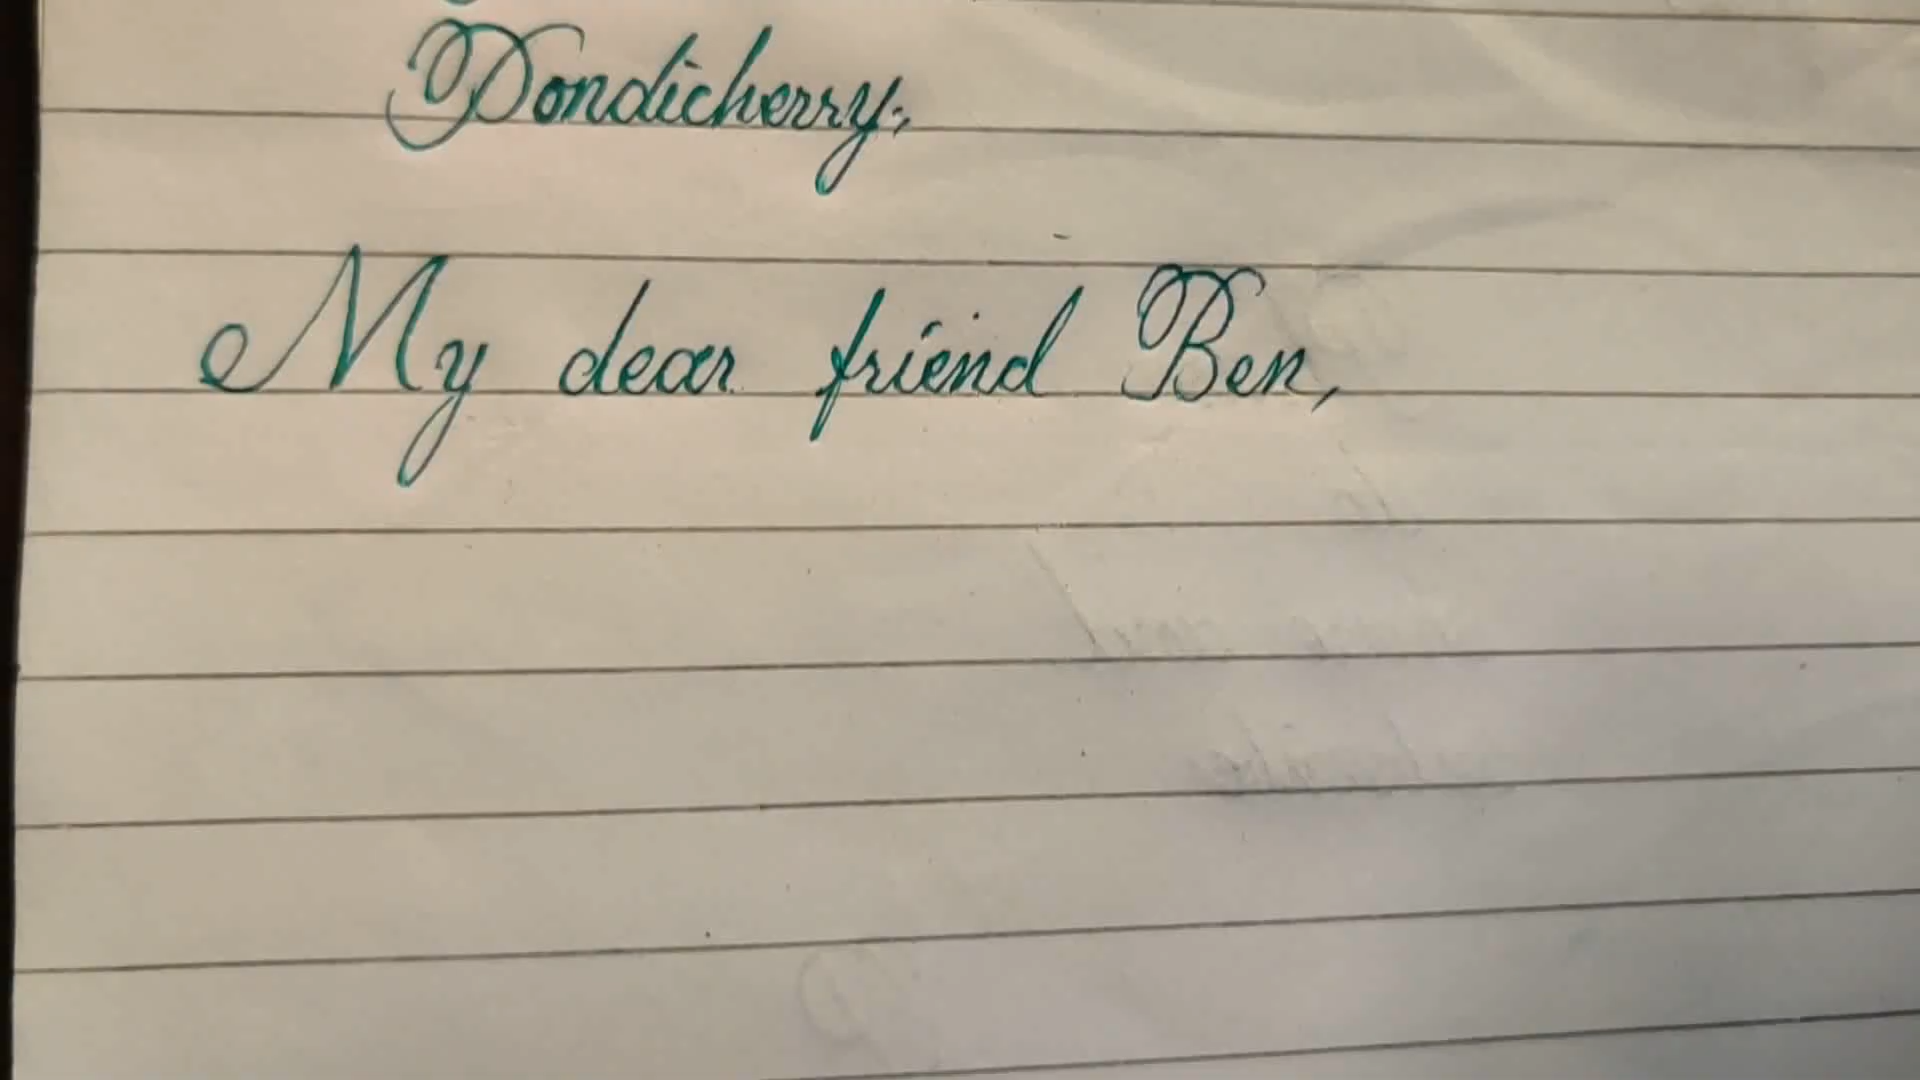 Pondicherry,
My dear friend Ben,